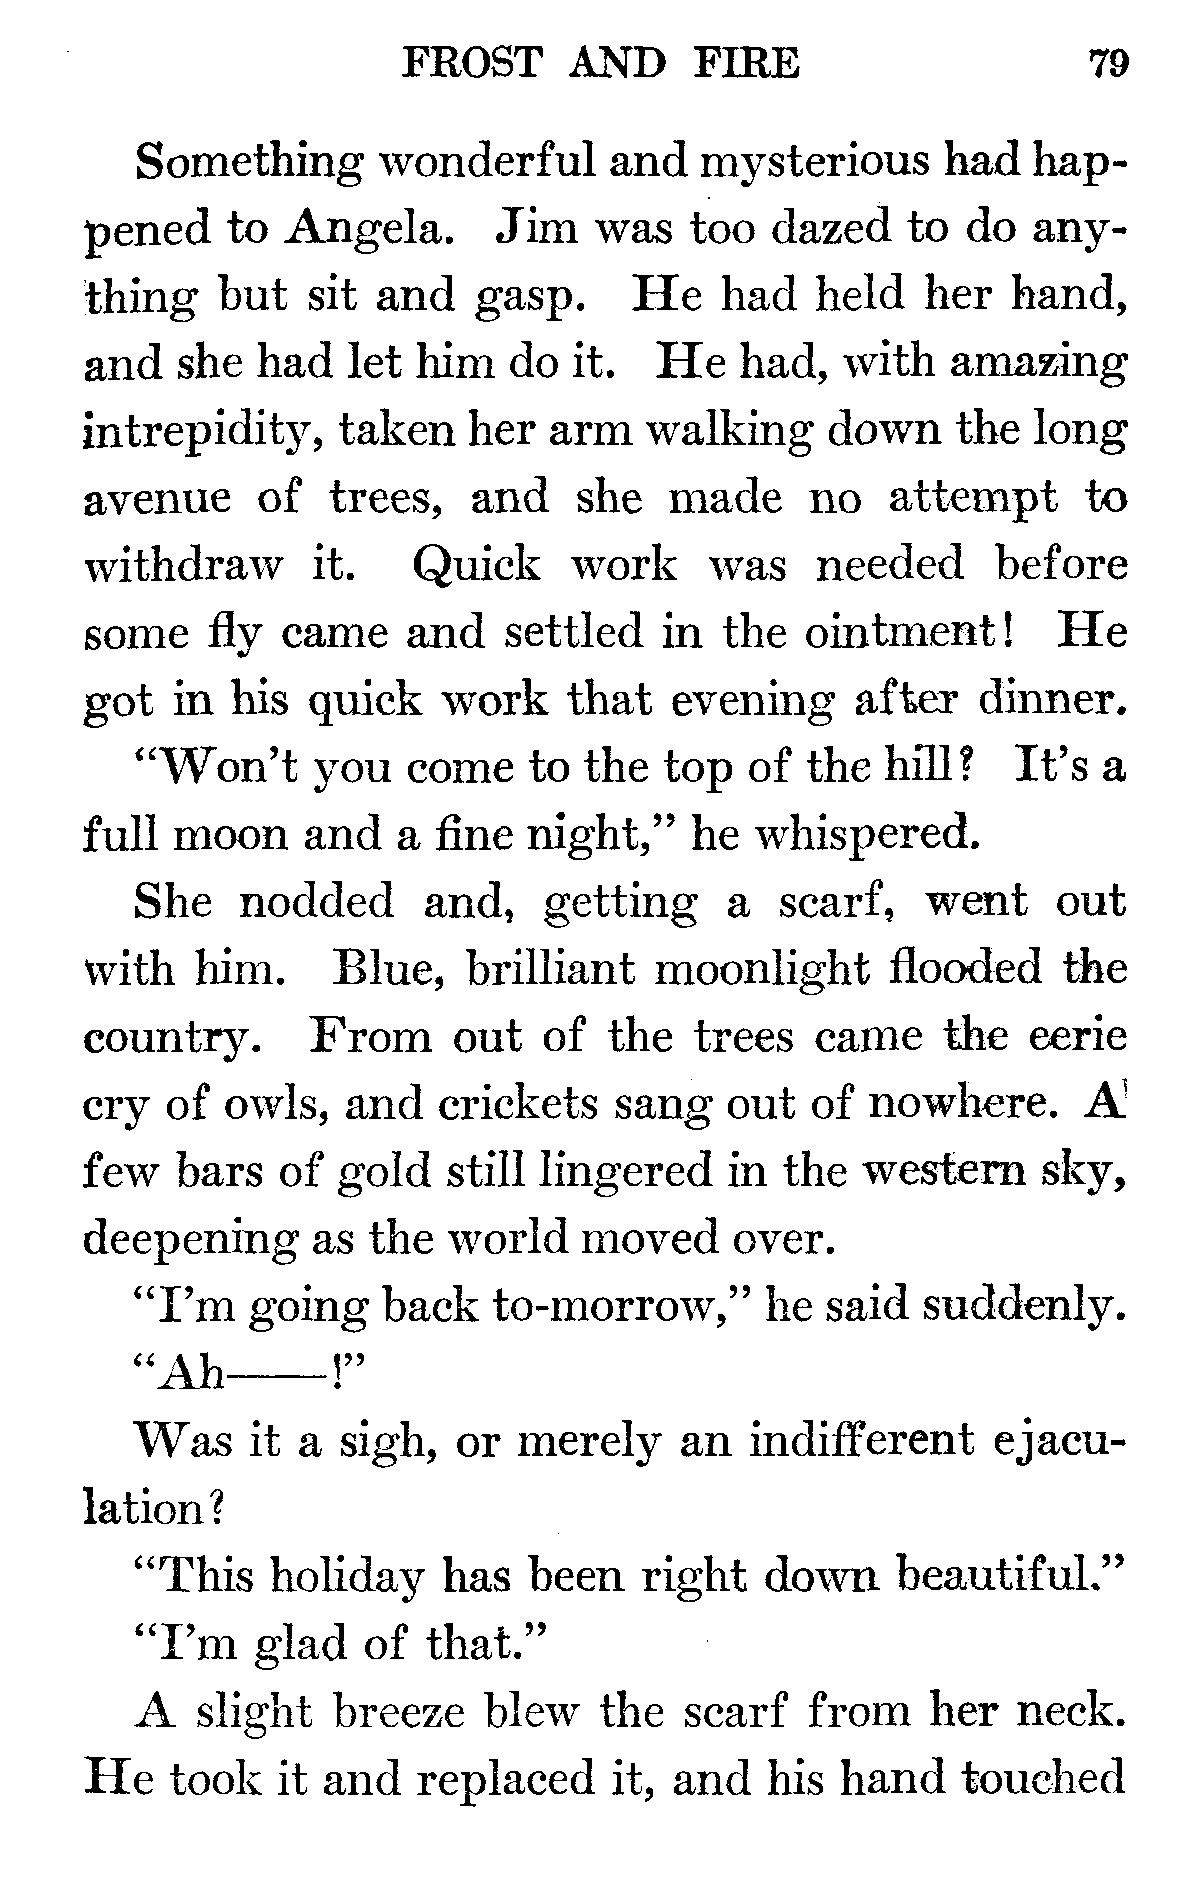 FROST AND FIRE 79
Something wonderful and mysterious had hap-
pened to Angela. Jim was too dazed to do any-
thing but sit and gasp. He had held her hand,
and she had let him do it. He had, with amazing
intrepidity, taken her arm walking down the long
avenue of trees, and she made no attempt to
withdraw it. Quick work was needed before
some fly came and settled in the ointment! He
got in his quick work that evening after dinner.
"Won't you come to the top of the hill? It's a
full moon and a fine night," he whispered.
She nodded and, getting a scarf, went out
with him. Blue, brilliant moonlight flooded the
country. From out of the trees came the eerie
cry of owls, and crickets sang out of nowhere. A
few bars of gold still lingered in the western sky,
deepening as the world moved over.
"I'm going back to-morrow," he said suddenly.
"Ah——!"
Was it a sigh, or merely an indifferent ejacu-
lation?
"This holiday has been right down beautiful."
"I'm glad of that."
A slight breeze blew the scarf from her neck.
He took it and replaced it, and his hand touched